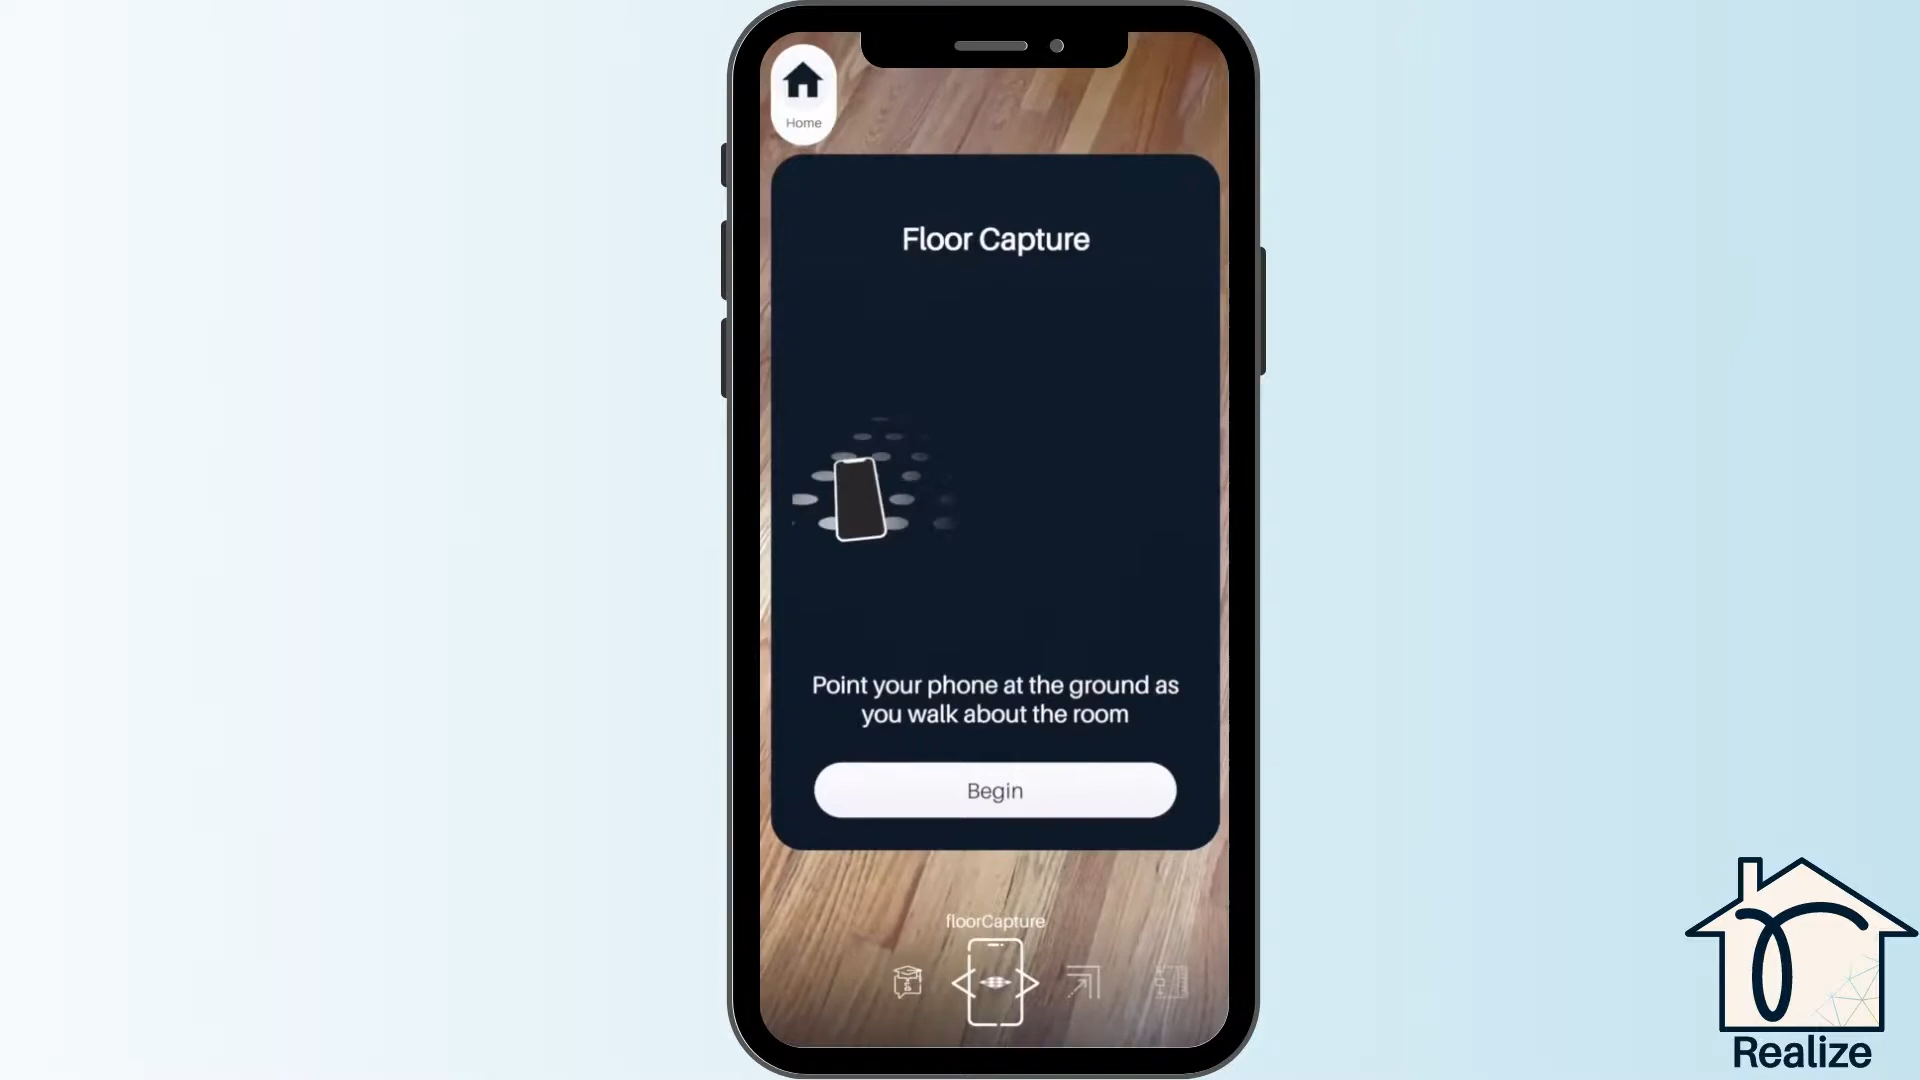 Home
Floor Capture
Point your phone at the ground as
you walk about the room
Begin
floorCapture
Realize